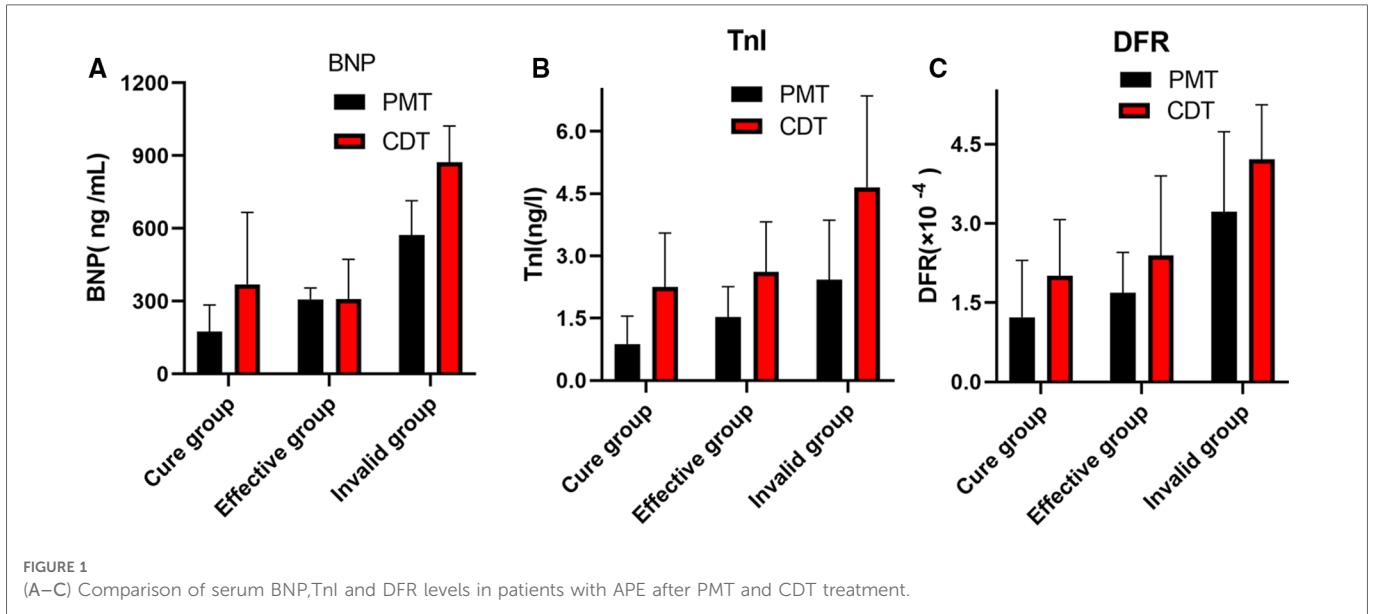 A
BNP
PMT
CDT
BNP( ng /mL)
1200
900
600
300
0
Cure group
Effective group
Invalid group
B
TnI
PMT
CDT
TnI(ng/l)
6.0
4.5
3.0
1.5
0.0
Cure group
Effective group
Invalid group
C
DFR
PMT
CDT
DFR(×10 -4 )
4.5
3.0
1.5
0.0
Cure group
Effective group
Invalid group
FIGURE 1
(A–C) Comparison of serum BNP,TnI and DFR levels in patients with APE after PMT and CDT treatment.